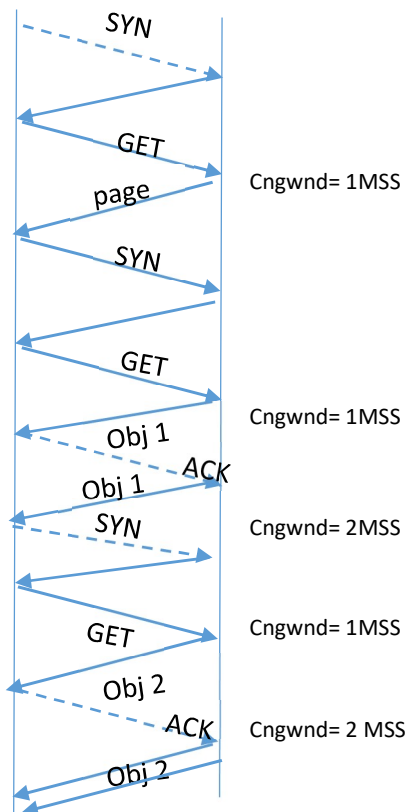 SYN
GET
Cngwnd= 1MSS
page
SYN
GET
Cngwnd= 1MSS
Obj 1
ACK
Obj 1
SYN
Cngwnd= 2MSS
GET
Cngwnd= 1MSS
Obj 2
ACK
Cngwnd= 2 MSS
Obj 2